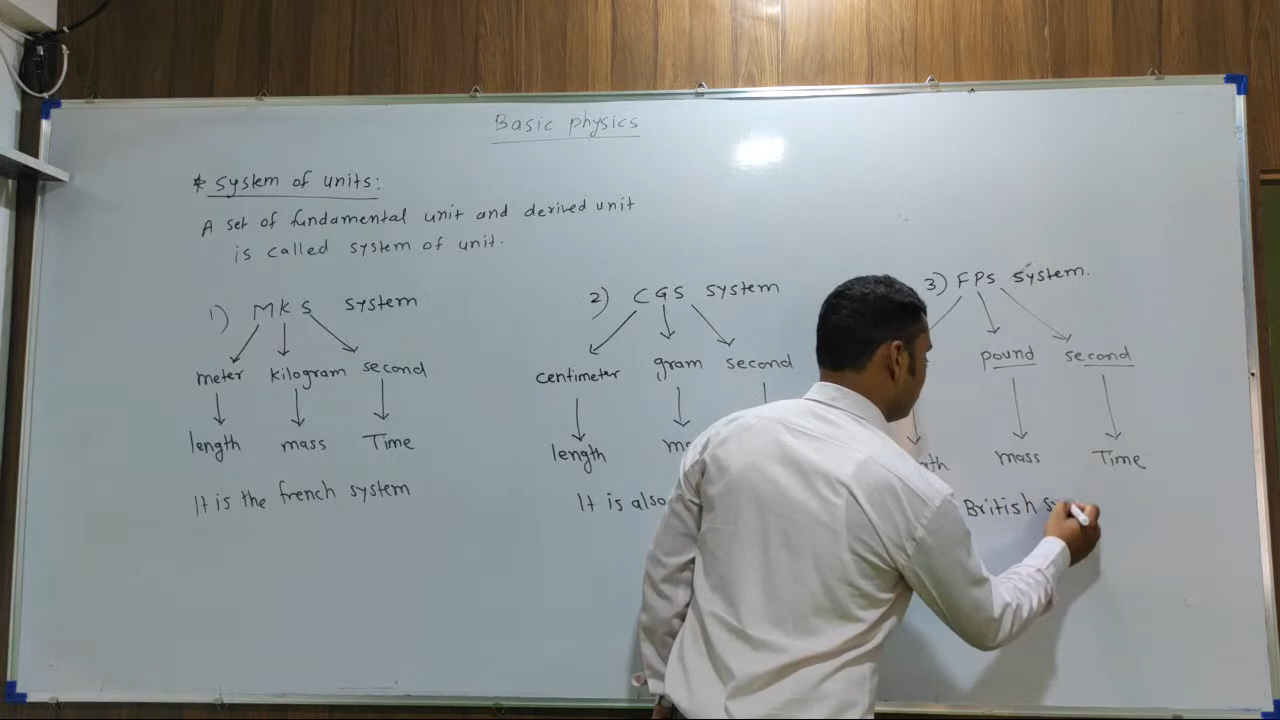 Basic physics
* system of units:
A set of fundamental unit and derived unit
is called system of unit.
1) MKS system
meter kilogram second
length mass Time
It is the french system
2) CGS system
centimeter gram second
length
It is also
3) FPS system.
pound second
mass Time
British